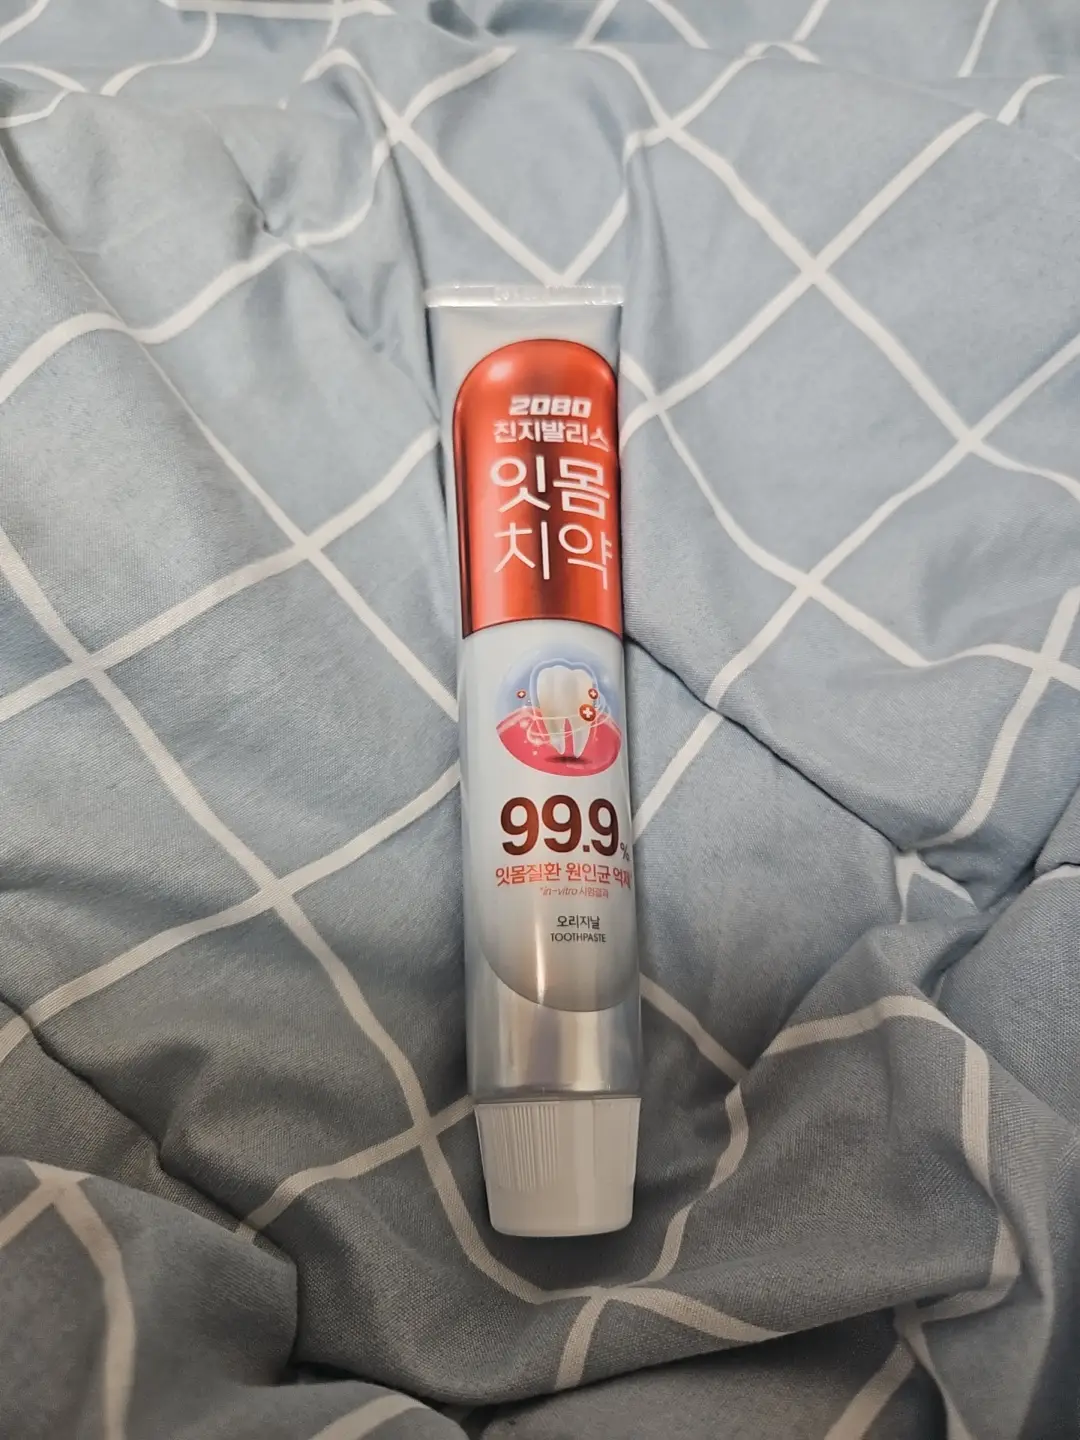 2080
진지발리스
잇몸
치약
99.9%
잇몸질환 원인균 억제
*in-vitro 시험결과
오리지날
TOOTHPASTE